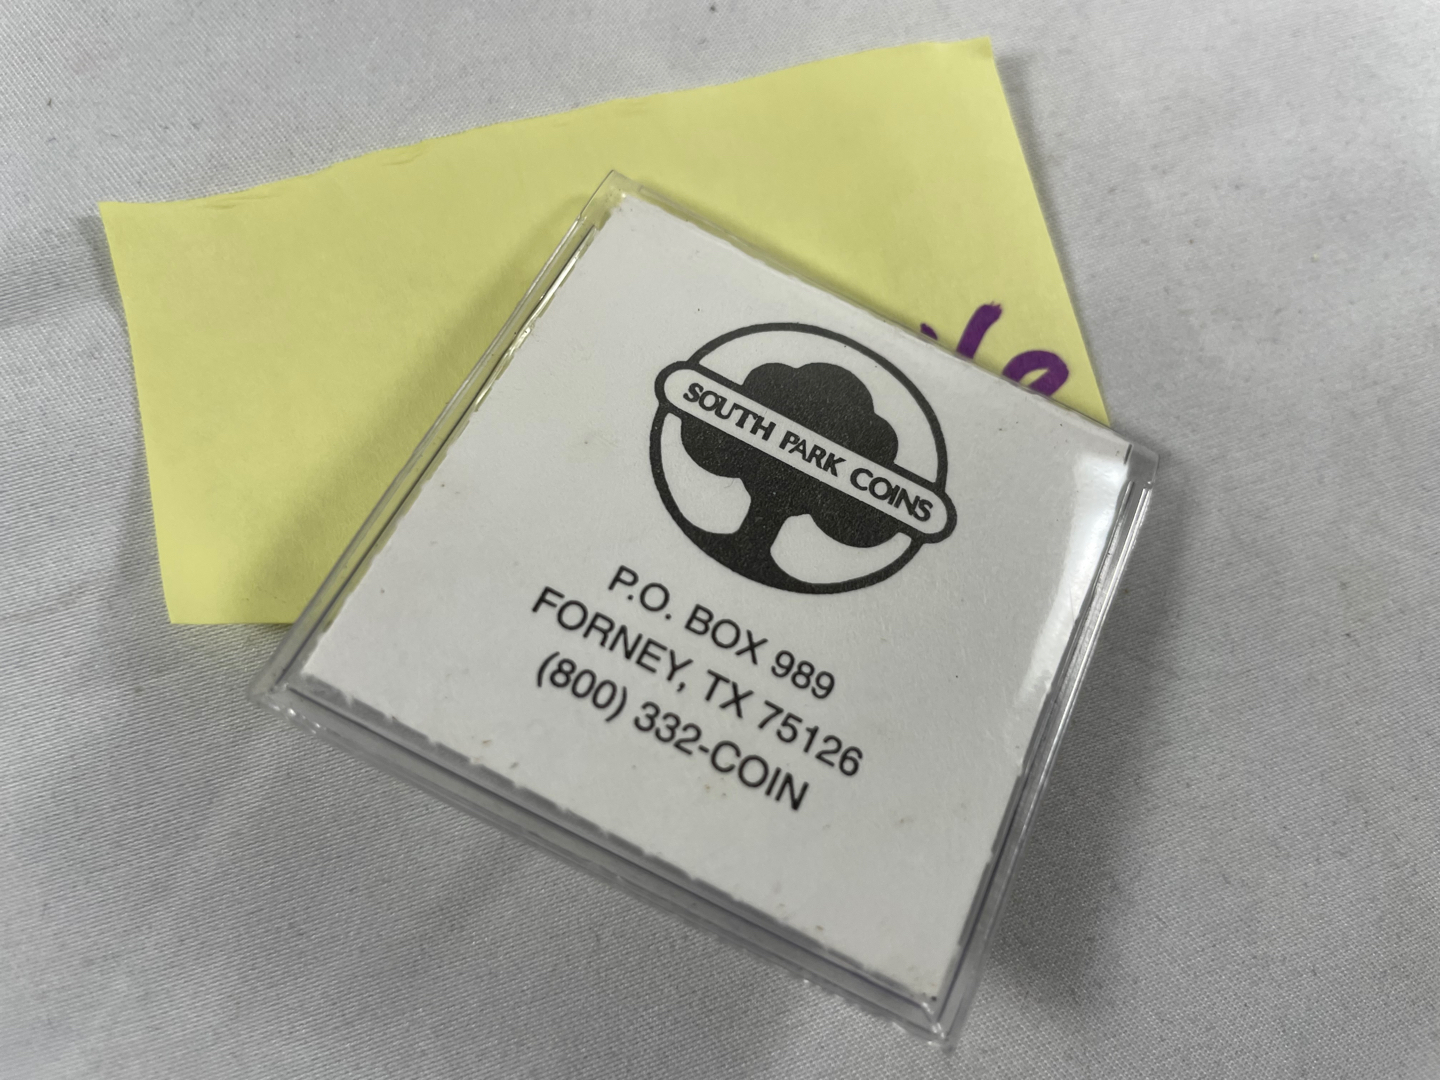 SOUTH PARK COINS
P.O. BOX 989
FORNEY, TX 75126
(800) 332-COIN